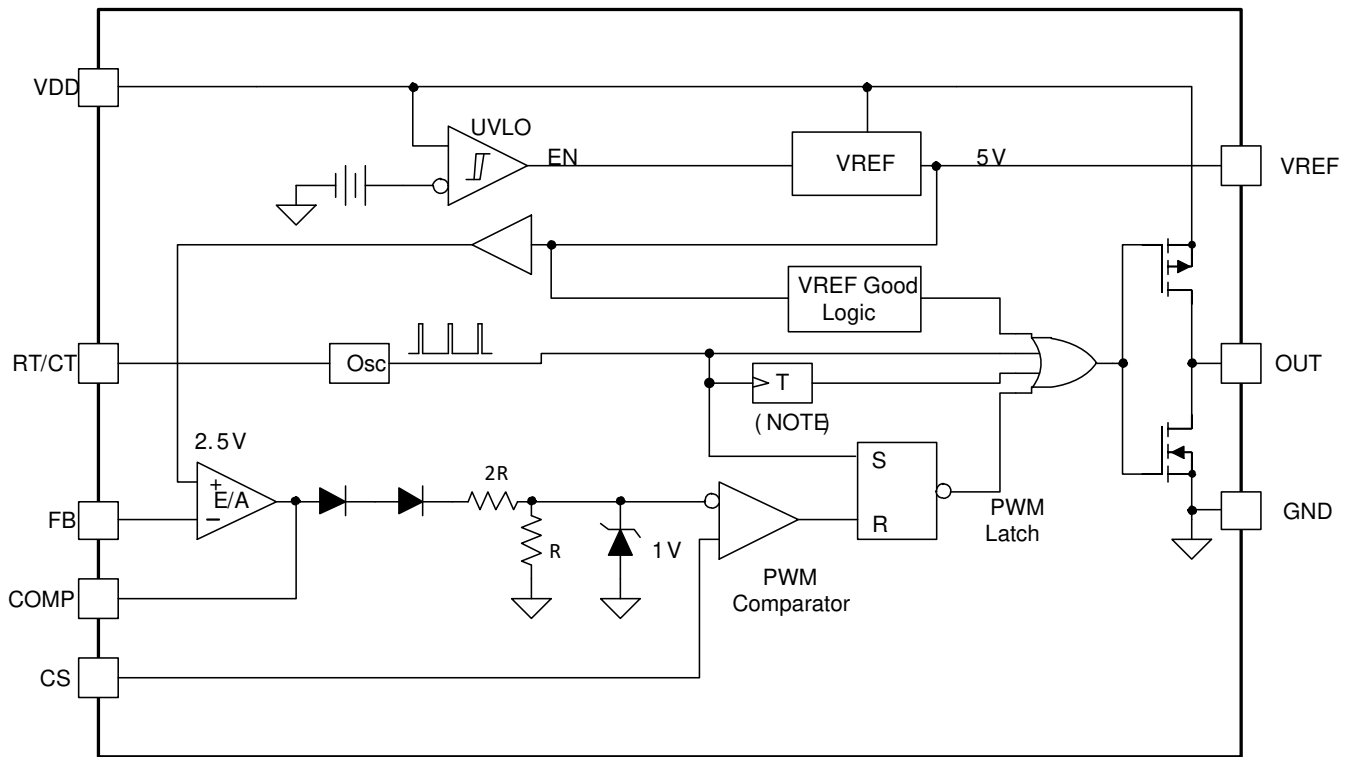 VDD
UVLO
EN
VREF
5V
VREF
VREF Good
Logic
RT/CT
Osc
T
(NOTE)
OUT
2.5V
+
E/A
−
FB
2R
R
1V
S
R
PWM
Latch
GND
COMP
PWM
Comparator
CS